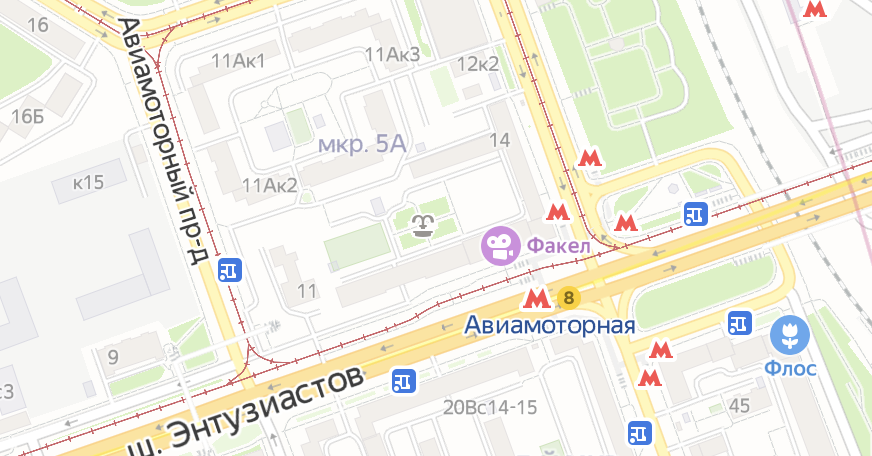 16
11Ак1
11Ак3
12к2
16Б
Авиамоторный пр-д
мкр. 5А
14
к15
11Ак2
Факел
11
8
Авиамоторная
9
ш. Энтузиастов
Флос
с3
20Вс14-15
45